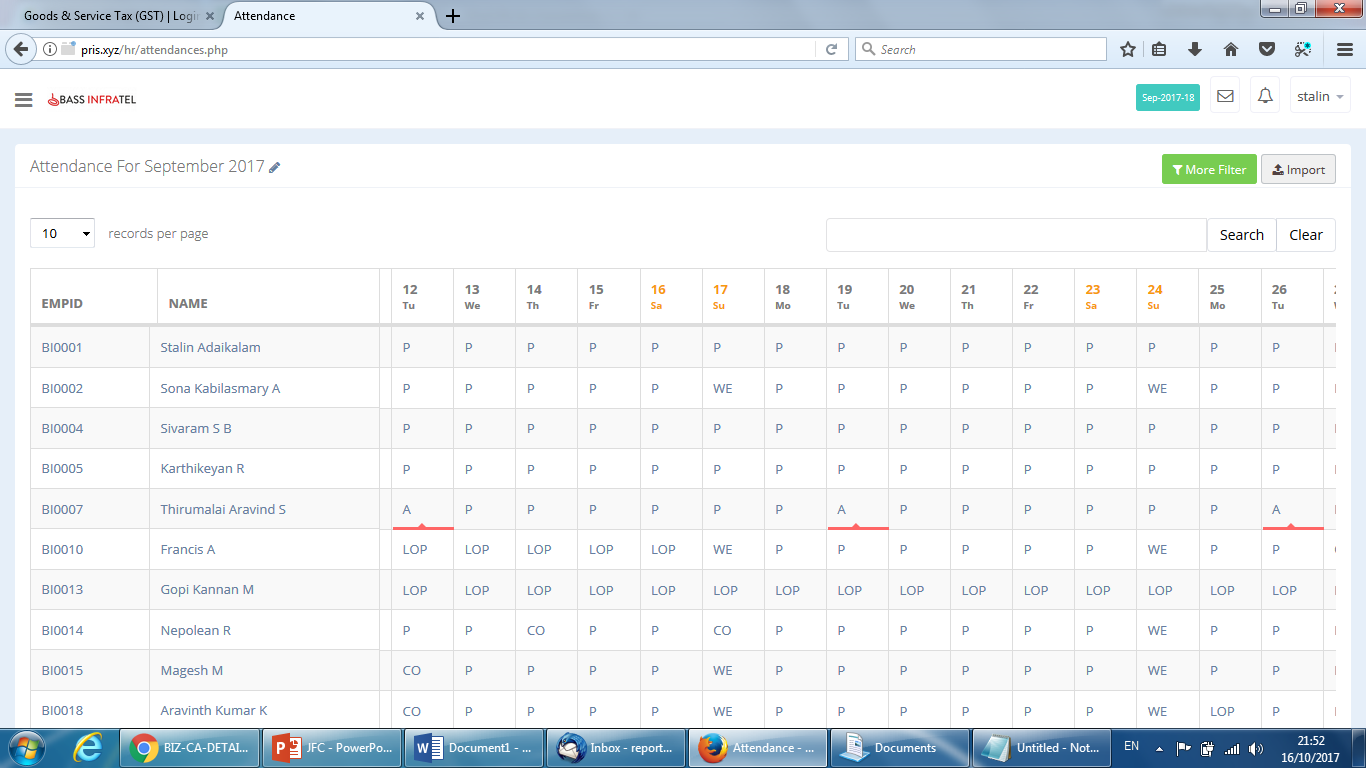 Goods & Service Tax (GST) | Logi
Attendance
pris.xyz/hr/attendances.php
Search
BASS INFRATEL
Sep-2017-18
stalin
Attendance For September 2017
More Filter
Import
10
records per page
Search
Clear
EMPID NAME 12 13 14 15 16 17 18 19 20 21 22 23 24 25 26
Tu We Th Fr Sa Su Mo Tu We Th Fr Sa Su Mo Tu
BI0001 Stalin Adaikalam P P P P P P P P P P P P P P P
BI0002 Sona Kabilasmary A P P P P P WE P P P P P P WE P P
BI0004 Sivaram S B P P P P P P P P P P P P P P P
BI0005 Karthikeyan R P P P P P P P P P P P P P P P
BI0007 Thirumalai Aravind S A P P P P P P A P P P P P P A
BI0010 Francis A LOP LOP LOP LOP LOP WE P P P P P P WE P P
BI0013 Gopi Kannan M LOP LOP LOP LOP LOP LOP LOP LOP LOP LOP LOP LOP LOP LOP LOP
BI0014 Nepolean R P P CO P P CO P P P P P P WE P P
BI0015 Magesh M CO P P P P WE P P P P P P WE P P
BI0018 Aravinth Kumar K CO P P P P WE P P P P P P WE LOP P
BIZ-CA-DETAI...
JFC - PowerPo...
Document1 - ...
Inbox - report...
Attendance - ...
Documents
Untitled - Not...
EN
21:52
16/10/2017